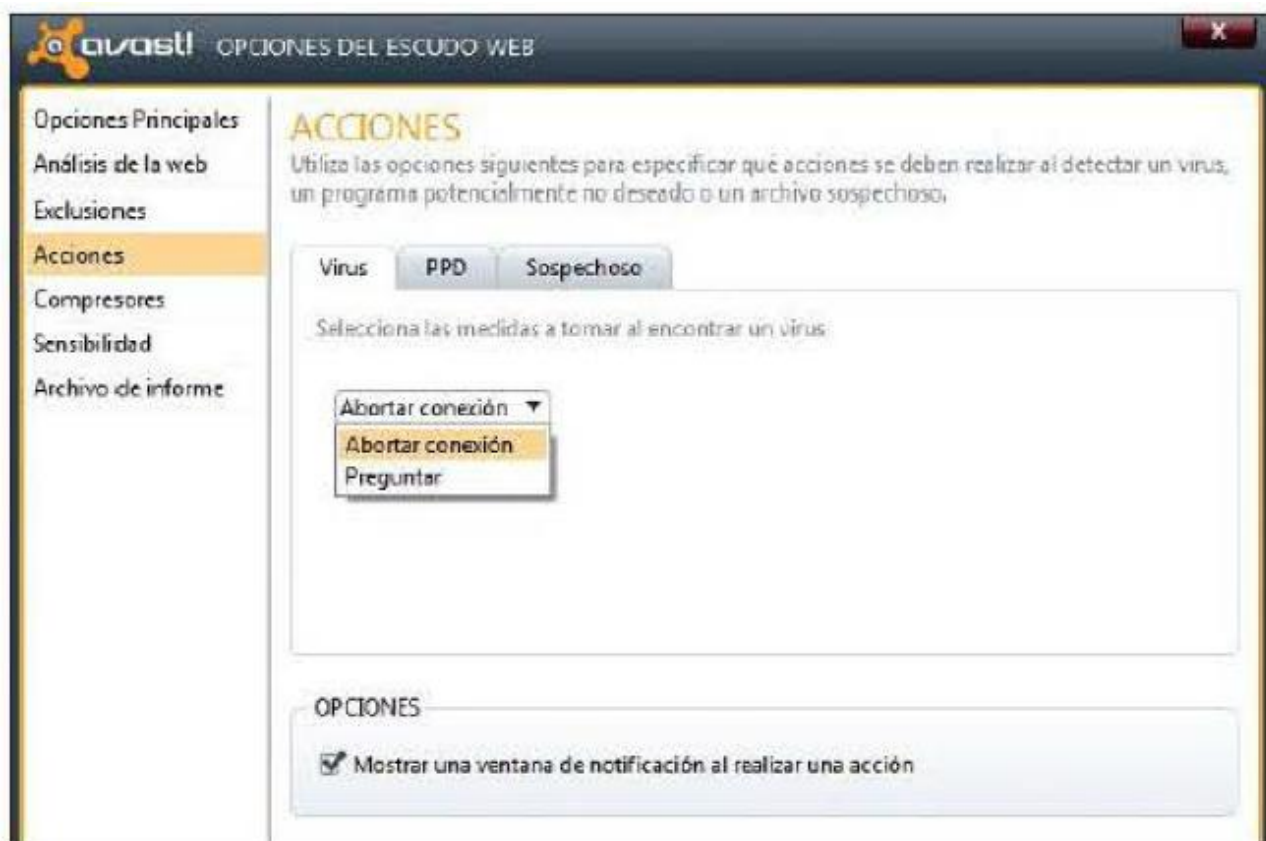 avast! OPCIONES DEL ESCUDO WEB
X
Opciones Principales
Análisis de la web
Exclusiones
Acciones
Compresores
Sensibilidad
Archivo de informe
ACCIONES
Utiliza las opciones siguientes para especificar qué acciones se deben realizar al detectar un virus,
un programa potencialmente no deseado o un archivo sospechoso.
Virus PPD Sospechoso
Selecciona las medidas a tomar al encontrar un virus
Abortar conexión
Abortar conexión
Preguntar
OPCIONES
Mostrar una ventana de notificación al realizar una acción